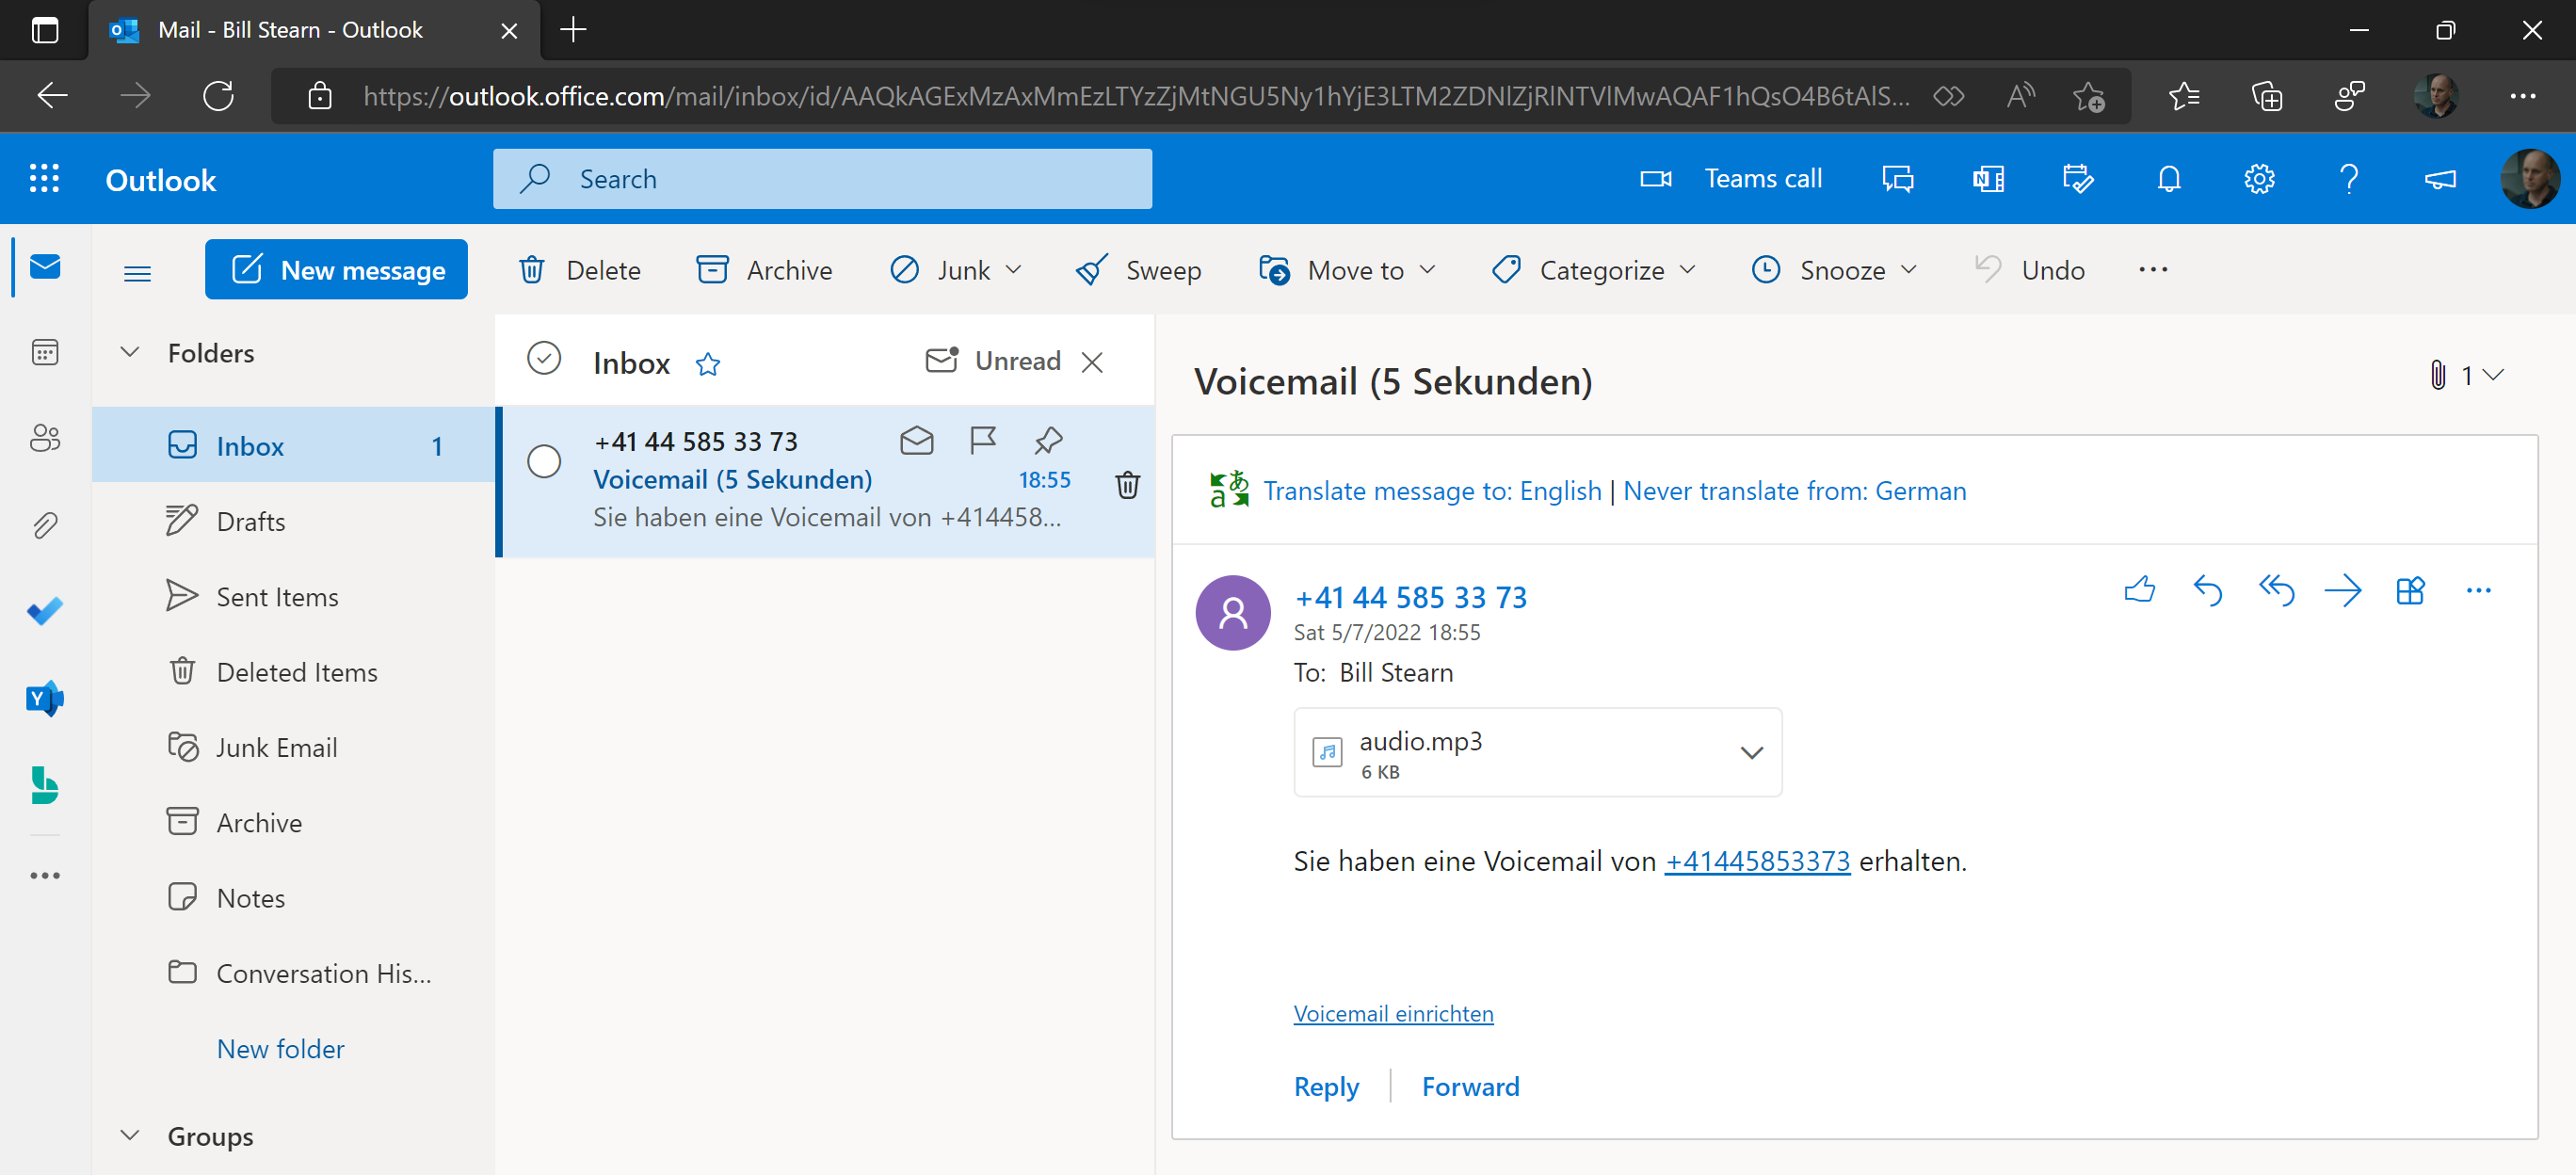 Mail - Bill Stearn - Outlook
https://outlook.office.com/mail/inbox/id/AAQkAGExMzAxMmEzLTYzZjMtNGU5Ny1hYjE3LTM2ZDNlZjRlNTVlMwAQAF1hQsO4B6tAlS...
Outlook
Search
Teams call
New message
Delete
Archive
Junk
Sweep
Move to
Categorize
Snooze
Undo
Folders
Inbox 1
Drafts
Sent Items
Deleted Items
Junk Email
Archive
Notes
Conversation His...
New folder
Groups
Inbox
Unread
+41 44 585 33 73
Voicemail (5 Sekunden) 18:55
Sie haben eine Voicemail von +414458...
Voicemail (5 Sekunden)
1
Translate message to: English | Never translate from: German
+41 44 585 33 73
Sat 5/7/2022 18:55
To: Bill Stearn
audio.mp3
6 KB
Sie haben eine Voicemail von +41445853373 erhalten.
Voicemail einrichten
Reply
Forward